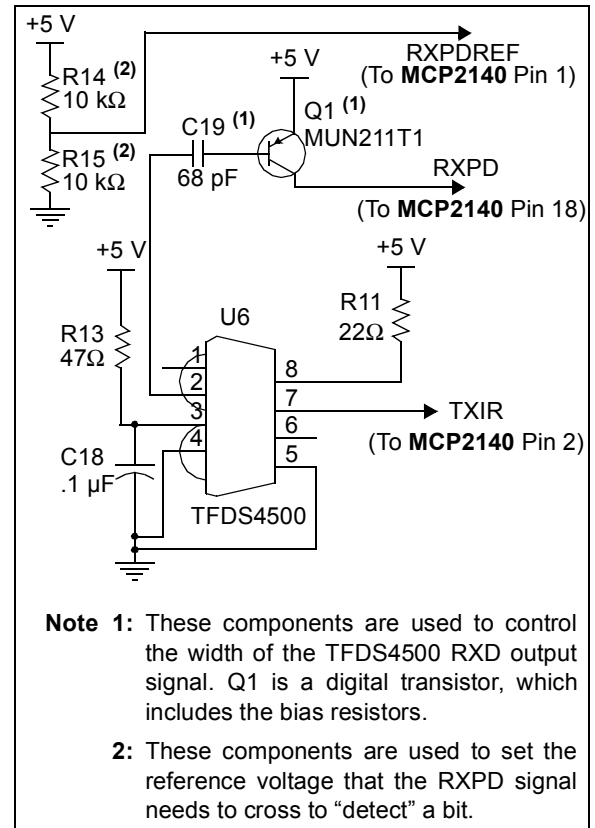 +5 V
R14 (2)
10 kΩ
RXPDREF
(To MCP2140 Pin 1)
+5 V
Q1 (1)
MUN211T1
C19 (1)
68 pF
R15 (2)
10 kΩ
RXPD
(To MCP2140 Pin 18)
+5 V
+5 V
R11
22Ω
U6
R13
47Ω
1
2
3
4
8
7
6
5
TXIR
(To MCP2140 Pin 2)
C18
.1 µF
TFDS4500
Note 1: These components are used to control
the width of the TFDS4500 RXD output
signal. Q1 is a digital transistor, which
includes the bias resistors.
2: These components are used to set the
reference voltage that the RXPD signal
needs to cross to “detect” a bit.